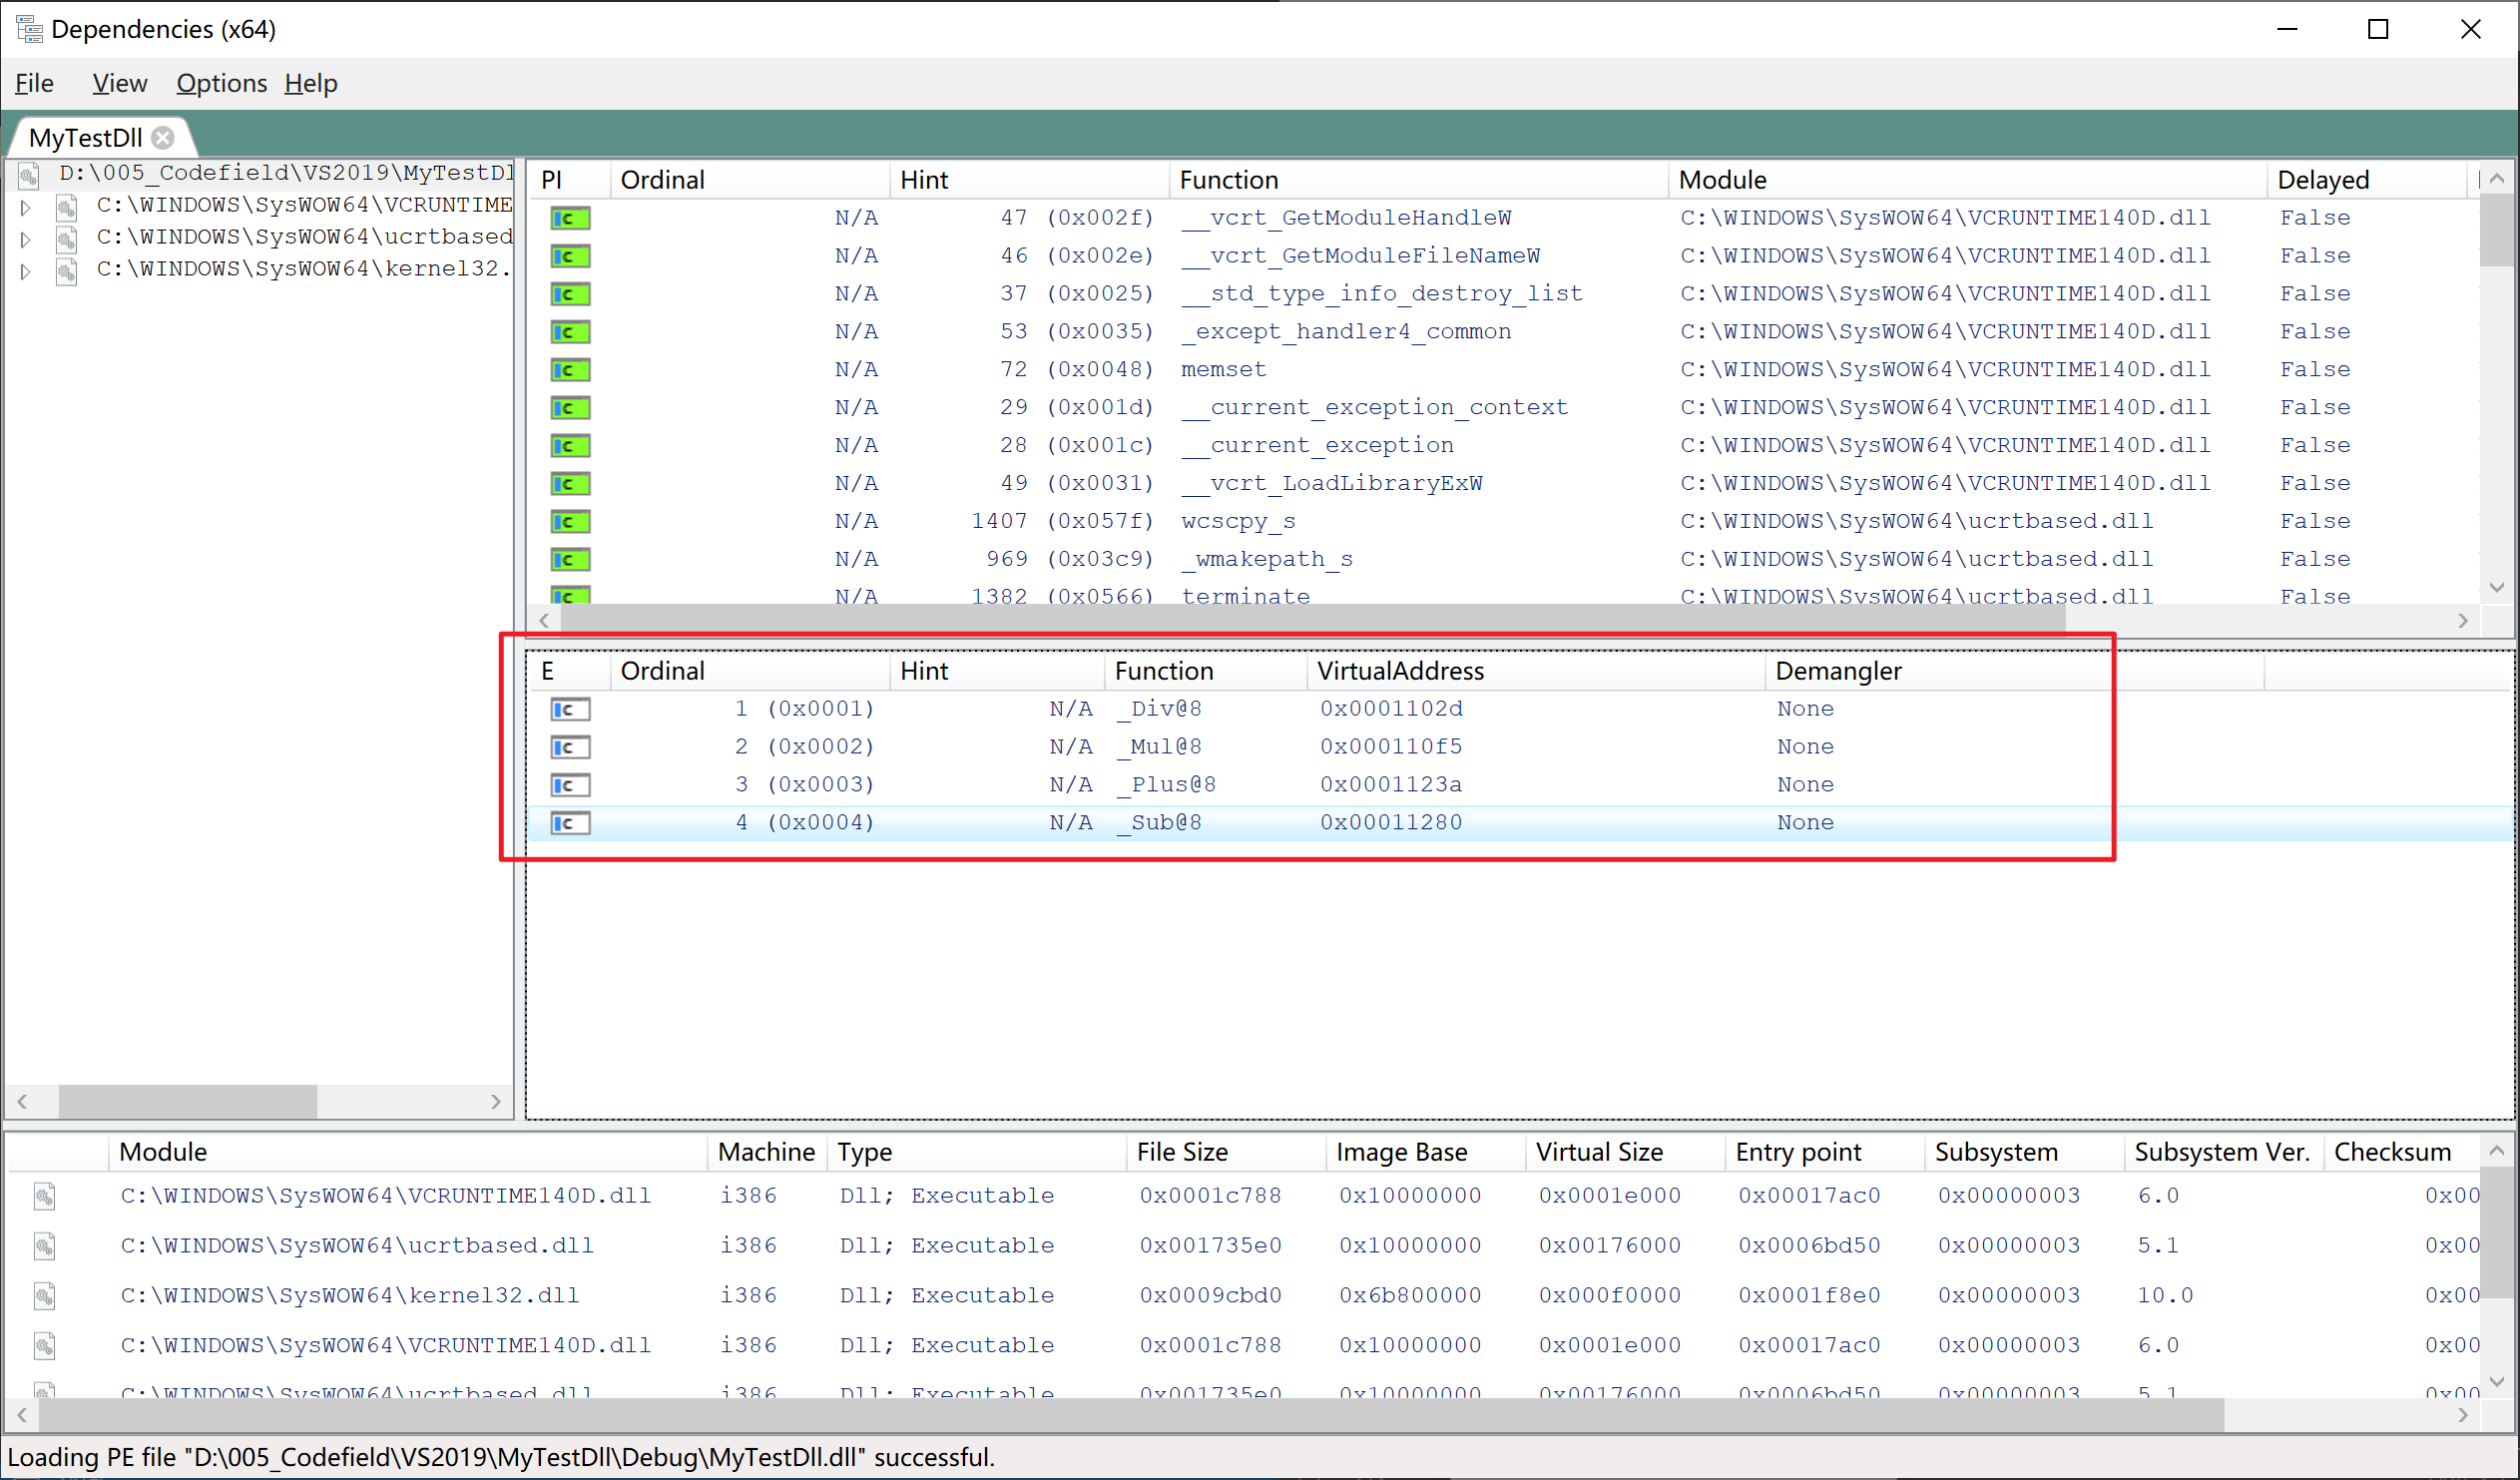 Dependencies (x64)
File View Options Help
MyTestDll
D:\005_Codefield\VS2019\MyTestDl
C:\WINDOWS\SysWOW64\VCRUNTIME
C:\WINDOWS\SysWOW64\ucrtbased
C:\WINDOWS\SysWOW64\kernel32.
PI Ordinal Hint Function Module Delayed
C N/A 47 (0x002f) __vcrt_GetModuleHandleW C:\WINDOWS\SysWOW64\VCRUNTIME140D.dll False
C N/A 46 (0x002e) __vcrt_GetModuleFileNameW C:\WINDOWS\SysWOW64\VCRUNTIME140D.dll False
C N/A 37 (0x0025) __std_type_info_destroy_list C:\WINDOWS\SysWOW64\VCRUNTIME140D.dll False
C N/A 53 (0x0035) _except_handler4_common C:\WINDOWS\SysWOW64\VCRUNTIME140D.dll False
C N/A 72 (0x0048) memset C:\WINDOWS\SysWOW64\VCRUNTIME140D.dll False
C N/A 29 (0x001d) __current_exception_context C:\WINDOWS\SysWOW64\VCRUNTIME140D.dll False
C N/A 28 (0x001c) __current_exception C:\WINDOWS\SysWOW64\VCRUNTIME140D.dll False
C N/A 49 (0x0031) __vcrt_LoadLibraryExW C:\WINDOWS\SysWOW64\VCRUNTIME140D.dll False
C N/A 1407 (0x057f) wcscpy_s C:\WINDOWS\SysWOW64\ucrtbased.dll False
C N/A 969 (0x03c9) _wmakepath_s C:\WINDOWS\SysWOW64\ucrtbased.dll False
C N/A 1382 (0x0566) terminate C:\WINDOWS\SysWOW64\ucrtbased.dll False
E Ordinal Hint Function VirtualAddress Demangler
C 1 (0x0001) N/A _Div@8 0x0001102d None
C 2 (0x0002) N/A _Mul@8 0x000110f5 None
C 3 (0x0003) N/A _Plus@8 0x0001123a None
C 4 (0x0004) N/A _Sub@8 0x00011280 None
Module Machine Type File Size Image Base Virtual Size Entry point Subsystem Subsystem Ver. Checksum
C:\WINDOWS\SysWOW64\VCRUNTIME140D.dll i386 Dll; Executable 0x0001c788 0x10000000 0x0001e000 0x00017ac0 0x00000003 6.0 0x00
C:\WINDOWS\SysWOW64\ucrtbased.dll i386 Dll; Executable 0x001735e0 0x10000000 0x00176000 0x0006bd50 0x00000003 5.1 0x00
C:\WINDOWS\SysWOW64\kernel32.dll i386 Dll; Executable 0x0009cbd0 0x6b800000 0x000f0000 0x0001f8e0 0x00000003 10.0 0x00
C:\WINDOWS\SysWOW64\VCRUNTIME140D.dll i386 Dll; Executable 0x0001c788 0x10000000 0x0001e000 0x00017ac0 0x00000003 6.0 0x00
C:\WINDOWS\SysWOW64\ucrtbased.dll i386 Dll; Executable 0x001735e0 0x10000000 0x00176000 0x0006bd50 0x00000003 5.1 0x00
Loading PE file "D:\005_Codefield\VS2019\MyTestDll\Debug\MyTestDll.dll" successful.